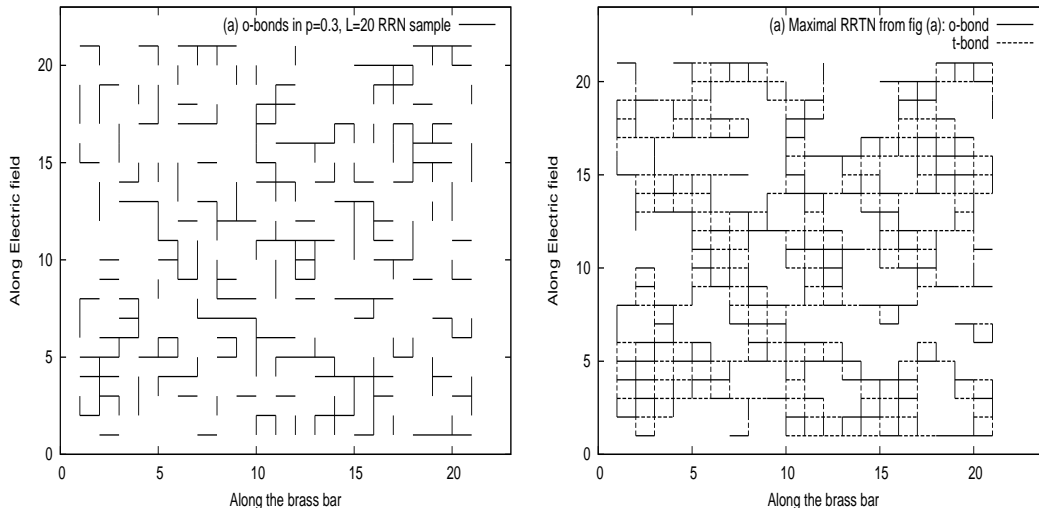 (a) o-bonds in p=0.3, L=20 RRN sample
20
15
10
5
0
0 5 10 15 20
Along Electric field
Along the brass bar
(a) Maximal RRTN from fig (a): o-bond
t-bond
20
15
10
5
0
0 5 10 15 20
Along Electric field
Along the brass bar